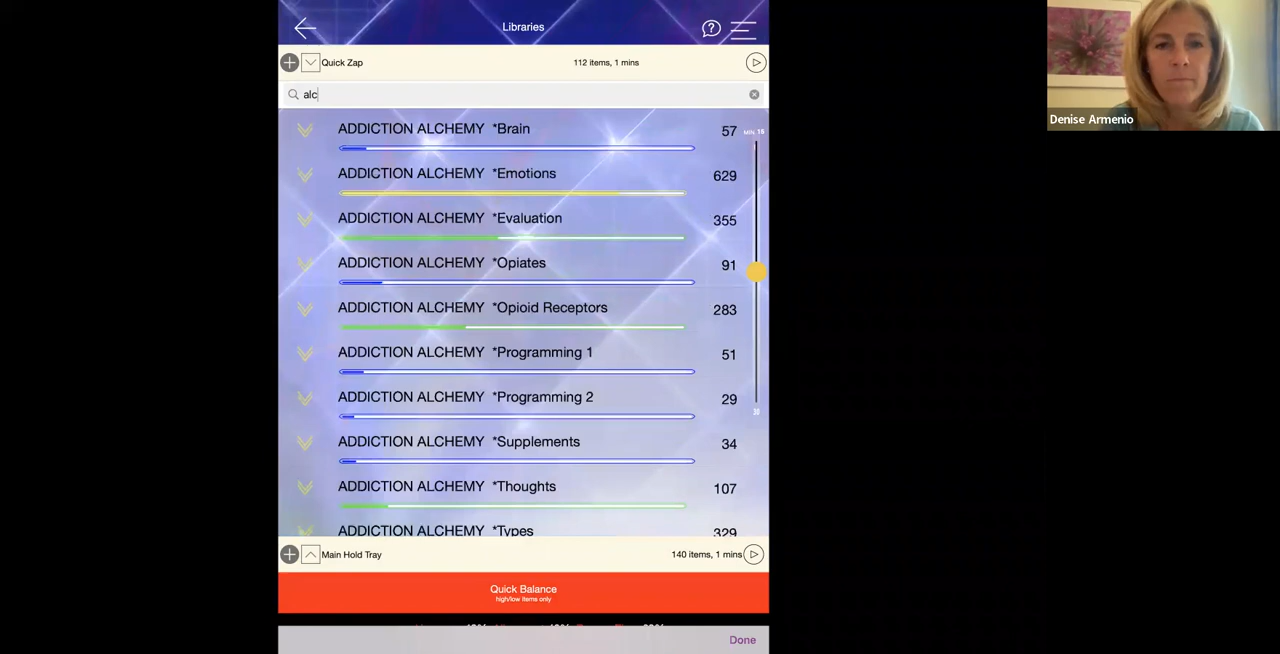 Libraries
Quick Zap 112 items, 1 mins
alc
ADDICTION ALCHEMY *Brain 57
MIN 16
ADDICTION ALCHEMY *Emotions 629
ADDICTION ALCHEMY *Evaluation 355
ADDICTION ALCHEMY *Opiates 91
ADDICTION ALCHEMY *Opioid Receptors 283
ADDICTION ALCHEMY *Programming 1 51
ADDICTION ALCHEMY *Programming 2 29
ADDICTION ALCHEMY *Supplements 34
ADDICTION ALCHEMY *Thoughts 107
ADDICTION ALCHEMY *Types 329
Main Hold Tray 140 items, 1 mins
Quick Balance
high/low items only
Done
Denise Armenio